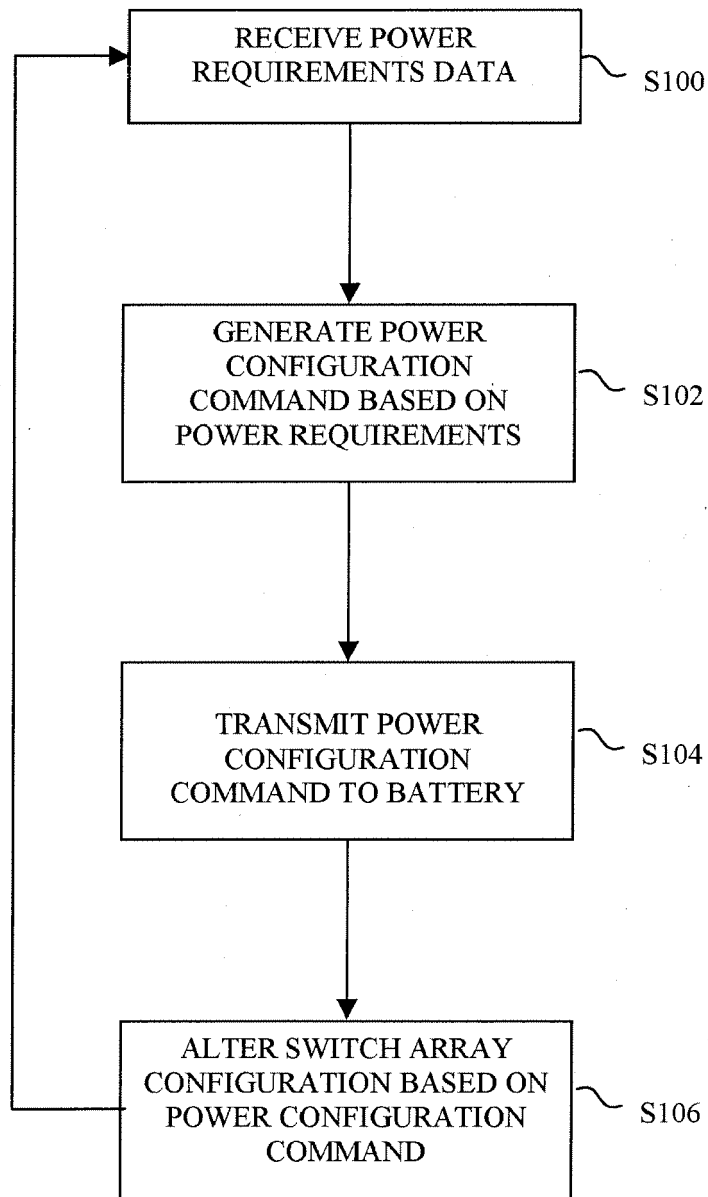 RECEIVE POWER
REQUIREMENTS DATA
S100
GENERATE POWER
CONFIGURATION
COMMAND BASED ON
POWER REQUIREMENTS
S102
TRANSMIT POWER
CONFIGURATION
COMMAND TO BATTERY
S104
ALTER SWITCH ARRAY
CONFIGURATION BASED ON
POWER CONFIGURATION
COMMAND
S106